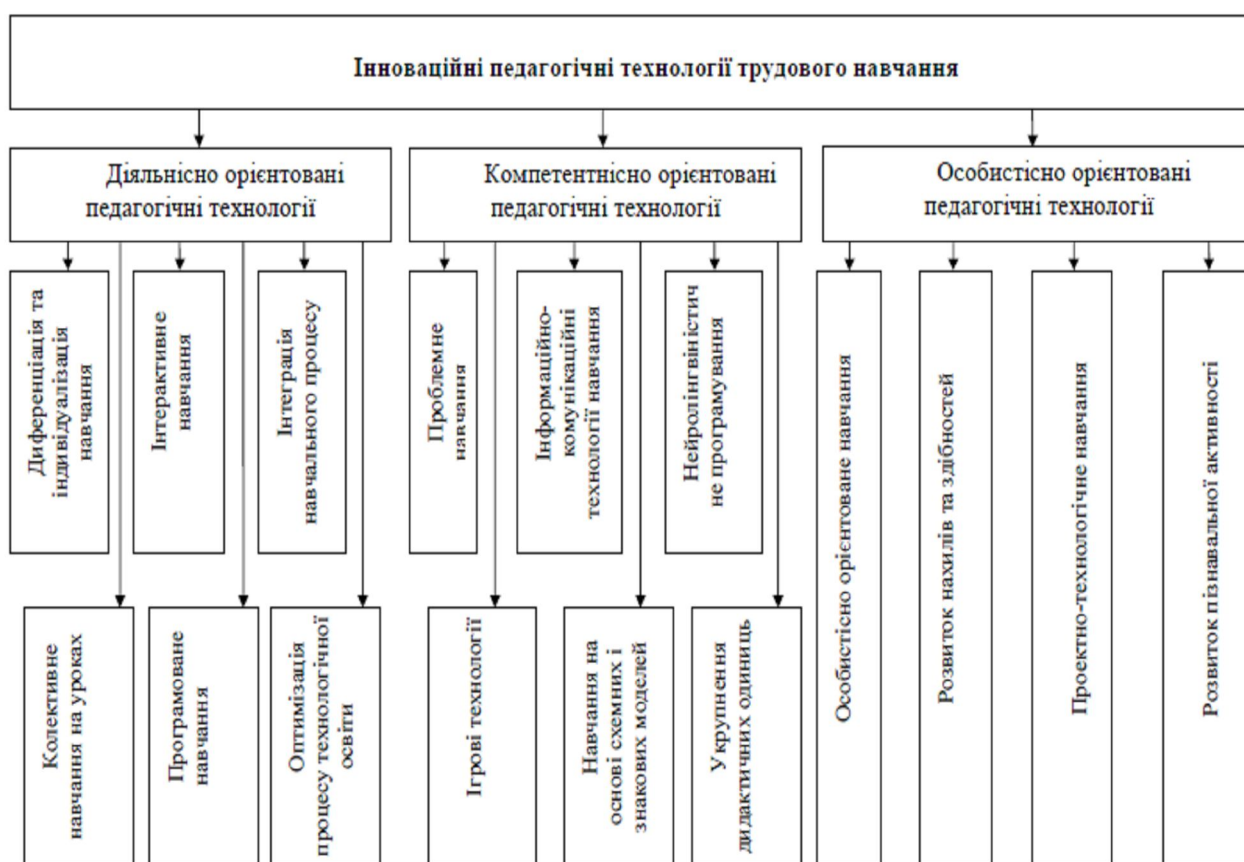 Інноваційні педагогічні технології трудового навчання
Діяльнісно орієнтовані
педагогічні технології
Компетентнісно орієнтовані
педагогічні технології
Особистісно орієнтовані
педагогічні технології
Диференціація та
індивідуалізація
навчання
Інтерактивне
навчання
Інтеграція
навчального процесу
Проблемне
навчання
Інформаційно-
комунікаційні
технології навчання
Нейролінгвіністич
не програмування
Особистісно орієнтоване навчання
Розвиток нахилів та здібностей
Проектно-технологічне навчання
Розвиток пізнавальної активності
Колективне
навчання на уроках
Програмоване
навчання
Оптимізація
процесу технологічної
освіти
Ігрові технології
Навчання на
основі схемних і
знакових моделей
Укрупнення
дидактичних одиниць